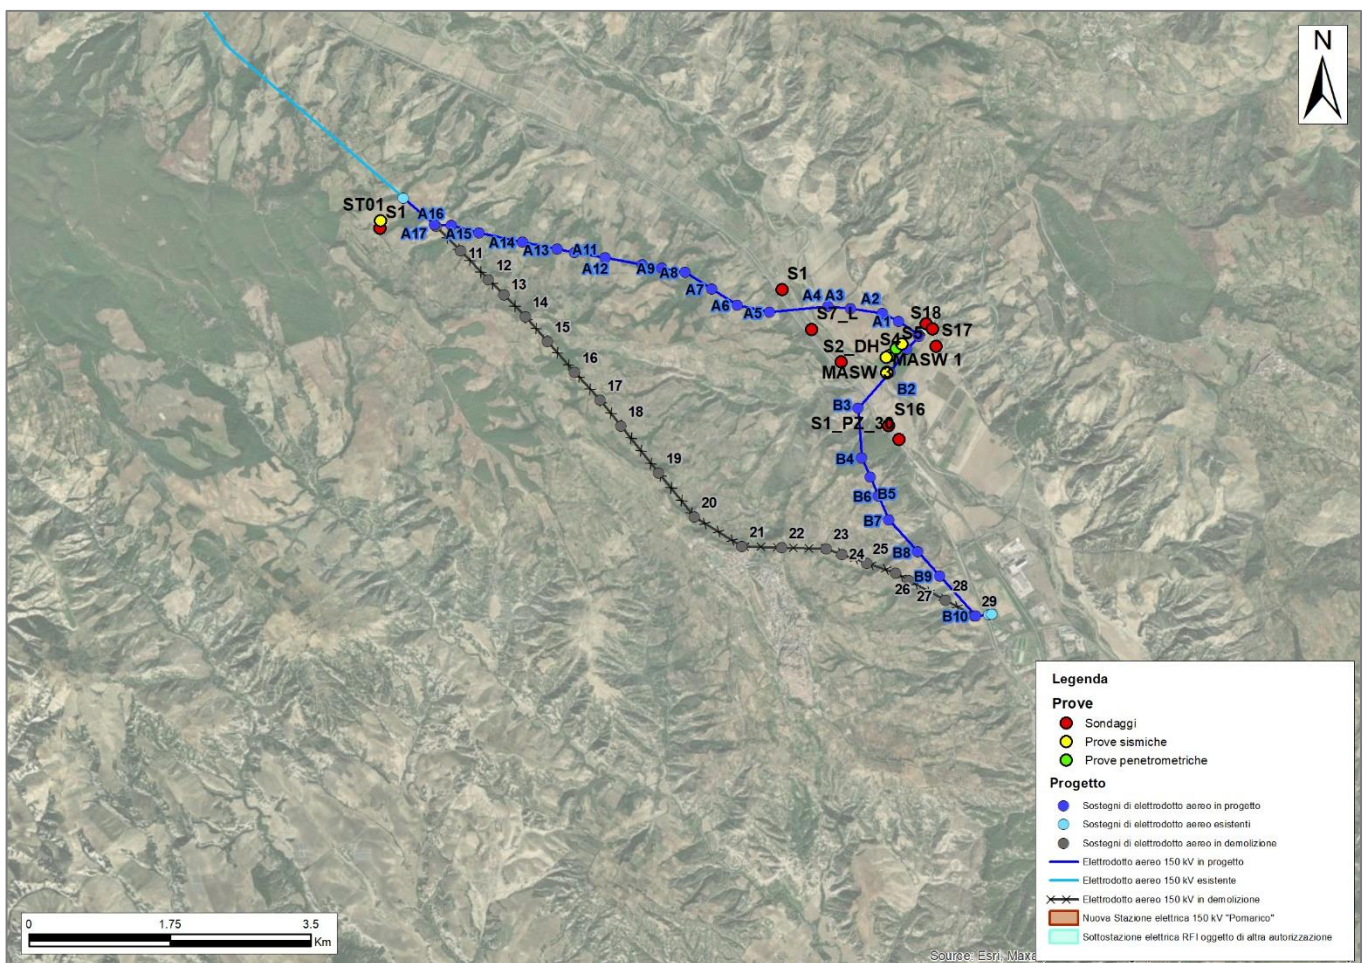 N
ST01
S1
A16
A17
A15
A14
A13
A11
A12
A9
A8
A7
A6
A5
A4
A3
A2
A1
S1
S7_L
S18
S17
S5
S4
S2_DH
MASW 1
MASW
B2
B3
S1_PZ_30
S16
B4
B5
B6
B7
B8
B9
B10
11
12
13
14
15
16
17
18
19
20
21
22
23
24
25
26
27
28
29
Legenda
Prove
Sondaggi
Prove sismiche
Prove penetrometriche
Progetto
Sostegni di elettrodotto aereo in progetto
Sostegni di elettrodotto aereo esistenti
Sostegni di elettrodotto aereo in demolizione
Elettrodotto aereo 150 kV in progetto
Elettrodotto aereo 150 kV esistente
Elettrodotto aereo 150 kV in demolizione
Nuova Stazione elettrica 150 kV "Pomarico"
Sottostazione elettrica RFI oggetto di altra autorizzazione
0 1.75 3.5
Km
Source: Esri, Maxa